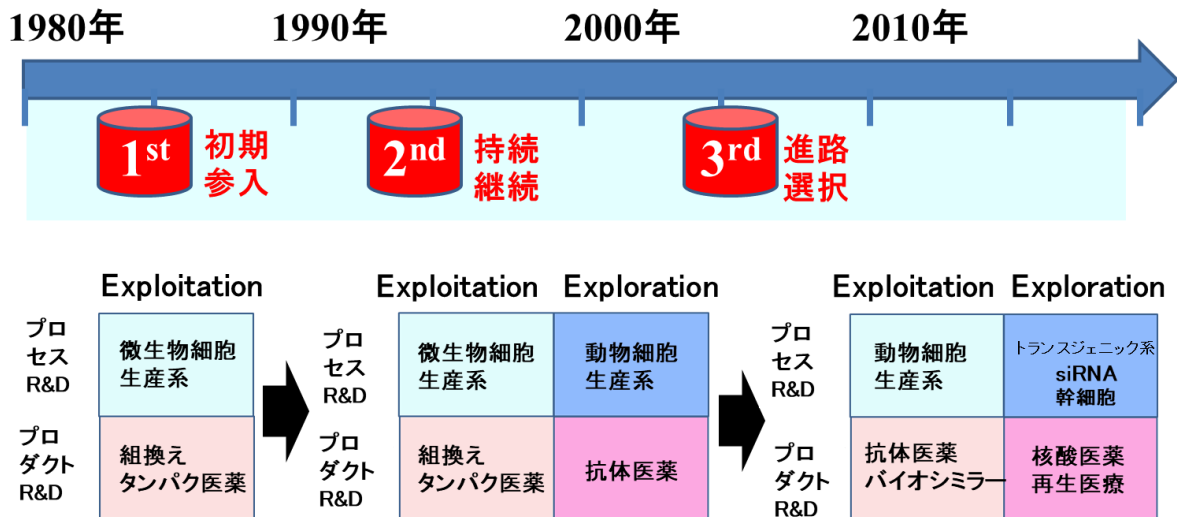 1980年
1990年
2000年
2010年
1st
初期
参入
2nd
持続
継続
3rd
進路
選択
Exploitation
プロ
セス
R&D
微生物細胞
生産系
プロ
ダクト
R&D
組換え
タンパク医薬
Exploitation
Exploration
プロ
セス
R&D
微生物細胞
生産系
動物細胞
生産系
プロ
ダクト
R&D
組換え
タンパク医薬
抗体医薬
Exploitation
Exploration
プロ
セス
R&D
動物細胞
生産系
トランスジェニック系
siRNA
幹細胞
プロ
ダクト
R&D
抗体医薬
バイオシミラー
核酸医薬
再生医療